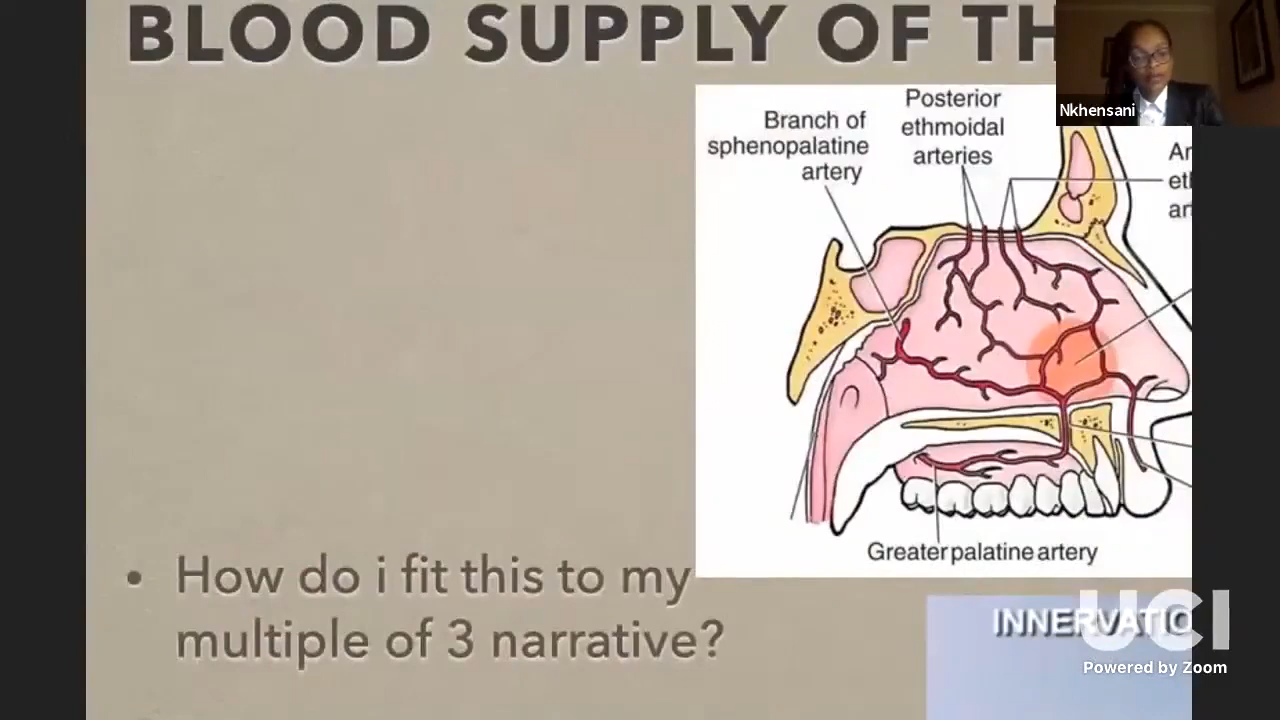 BLOOD SUPPLY OF TH
Nkhensani
Branch of
sphenopalatine
artery
Posterior
ethmoidal
arteries
Greater palatine artery
• How do i fit this to my
multiple of 3 narrative?
INNERVATIO
UCI
Powered by Zoom